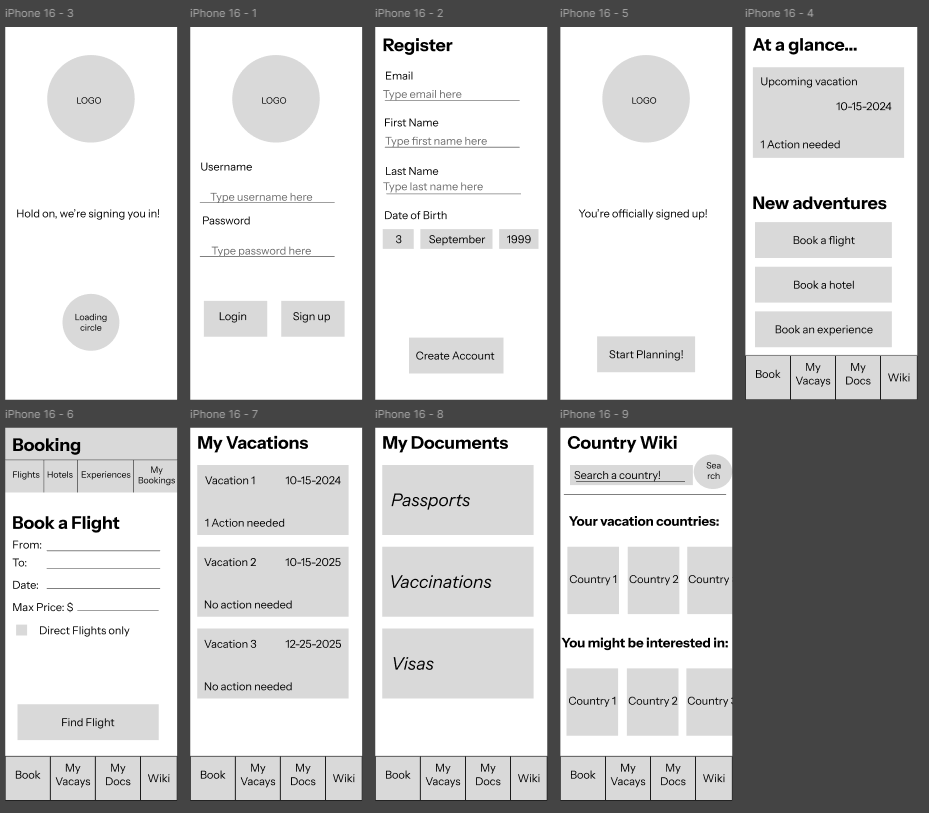 iPhone 16 - 3
LOGO
Hold on, we're signing you in!
Loading
circle
iPhone 16 - 1
LOGO
Username
Type username here
Password
Type password here
Login
Sign up
iPhone 16 - 2
Register
Email
Type email here
First Name
Type first name here
Last Name
Type last name here
Date of Birth
3 September 1999
Create Account
iPhone 16 - 5
LOGO
You're officially signed up!
Start Planning!
iPhone 16 - 4
At a glance...
Upcoming vacation
10-15-2024
1 Action needed
New adventures
Book a flight
Book a hotel
Book an experience
Book
My
Vacays
My
Docs
Wiki
iPhone 16 - 6
Booking
Flights
Hotels
Experiences
My
Bookings
Book a Flight
From:
To:
Date:
Max Price: $
Direct Flights only
Find Flight
Book
My
Vacays
My
Docs
Wiki
iPhone 16 - 7
My Vacations
Vacation 1 10-15-2024
1 Action needed
Vacation 2 10-15-2025
No action needed
Vacation 3 12-25-2025
No action needed
Book
My
Vacays
My
Docs
Wiki
iPhone 16 - 8
My Documents
Passports
Vaccinations
Visas
Book
My
Vacays
My
Docs
Wiki
iPhone 16 - 9
Country Wiki
Search a country!
Sea
rch
Your vacation countries:
Country 1 Country 2 Country
You might be interested in:
Country 1 Country 2 Country
Book
My
Vacays
My
Docs
Wiki